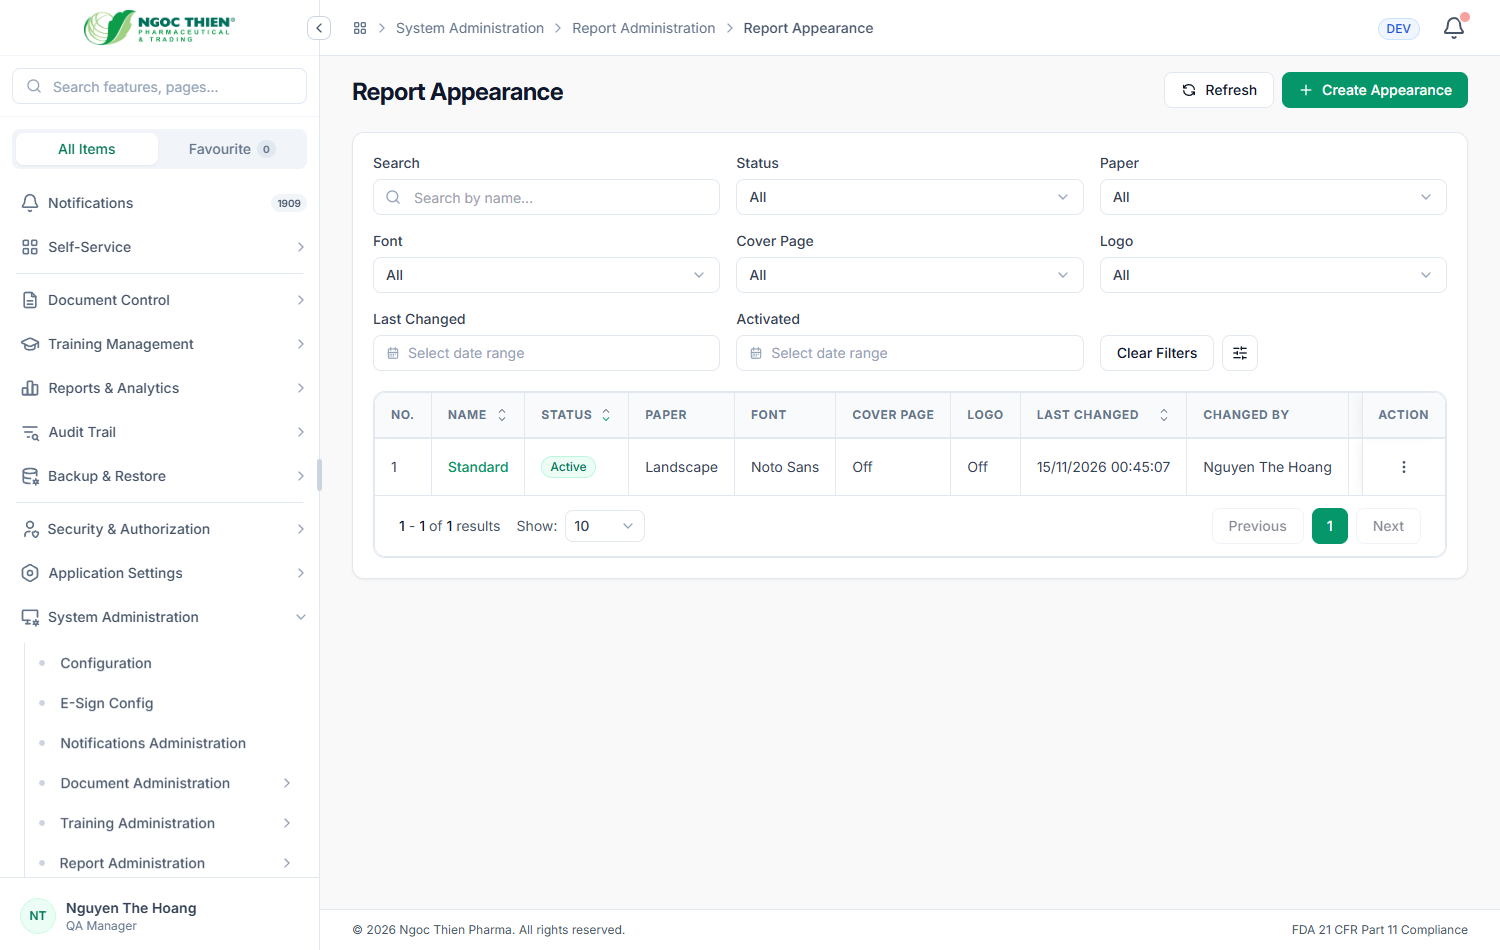 NGOC THIEN®
PHARMACEUTICAL
& TRADING
Search features, pages...
All Items
Favourite 0
Notifications 1909
Self-Service
Document Control
Training Management
Reports & Analytics
Audit Trail
Backup & Restore
Security & Authorization
Application Settings
System Administration
Configuration
E-Sign Config
Notifications Administration
Document Administration
Training Administration
Report Administration
NT
Nguyen The Hoang
QA Manager
System Administration > Report Administration > Report Appearance
DEV
Report Appearance
Refresh
+ Create Appearance
Search
Status
Paper
Search by name...
All
All
Font
Cover Page
Logo
All
All
All
Last Changed
Activated
Select date range
Select date range
Clear Filters
NO. NAME STATUS PAPER FONT COVER PAGE LOGO LAST CHANGED CHANGED BY ACTION
1 Standard Active Landscape Noto Sans Off Off 15/11/2026 00:45:07 Nguyen The Hoang
1 - 1 of 1 results Show: 10
Previous 1 Next
© 2026 Ngoc Thien Pharma. All rights reserved.
FDA 21 CFR Part 11 Compliance